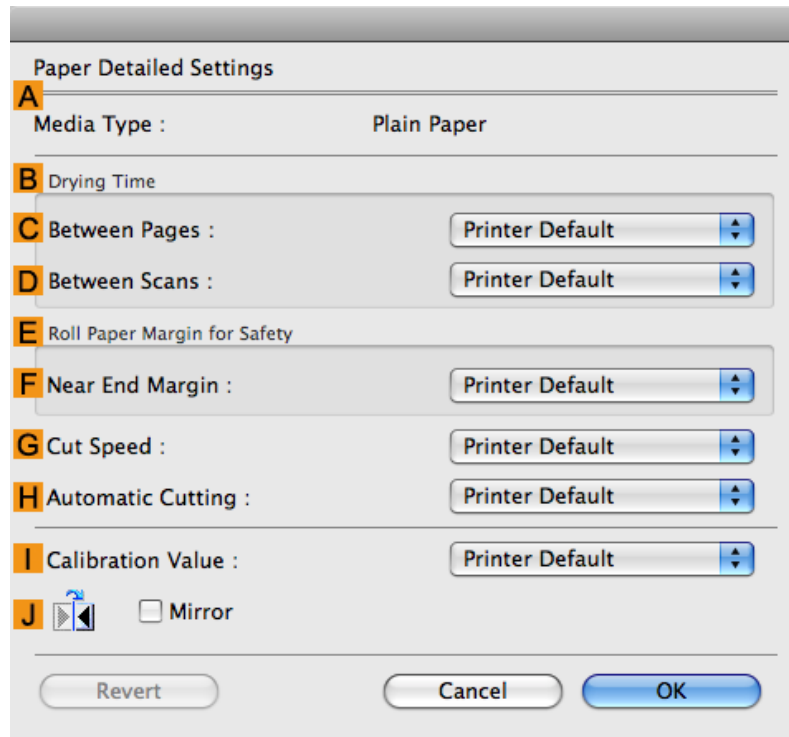 Paper Detailed Settings
A
Media Type : Plain Paper
B Drying Time
C Between Pages : Printer Default
D Between Scans : Printer Default
E Roll Paper Margin for Safety
F Near End Margin : Printer Default
G Cut Speed : Printer Default
H Automatic Cutting : Printer Default
I Calibration Value : Printer Default
J Mirror
Revert Cancel OK